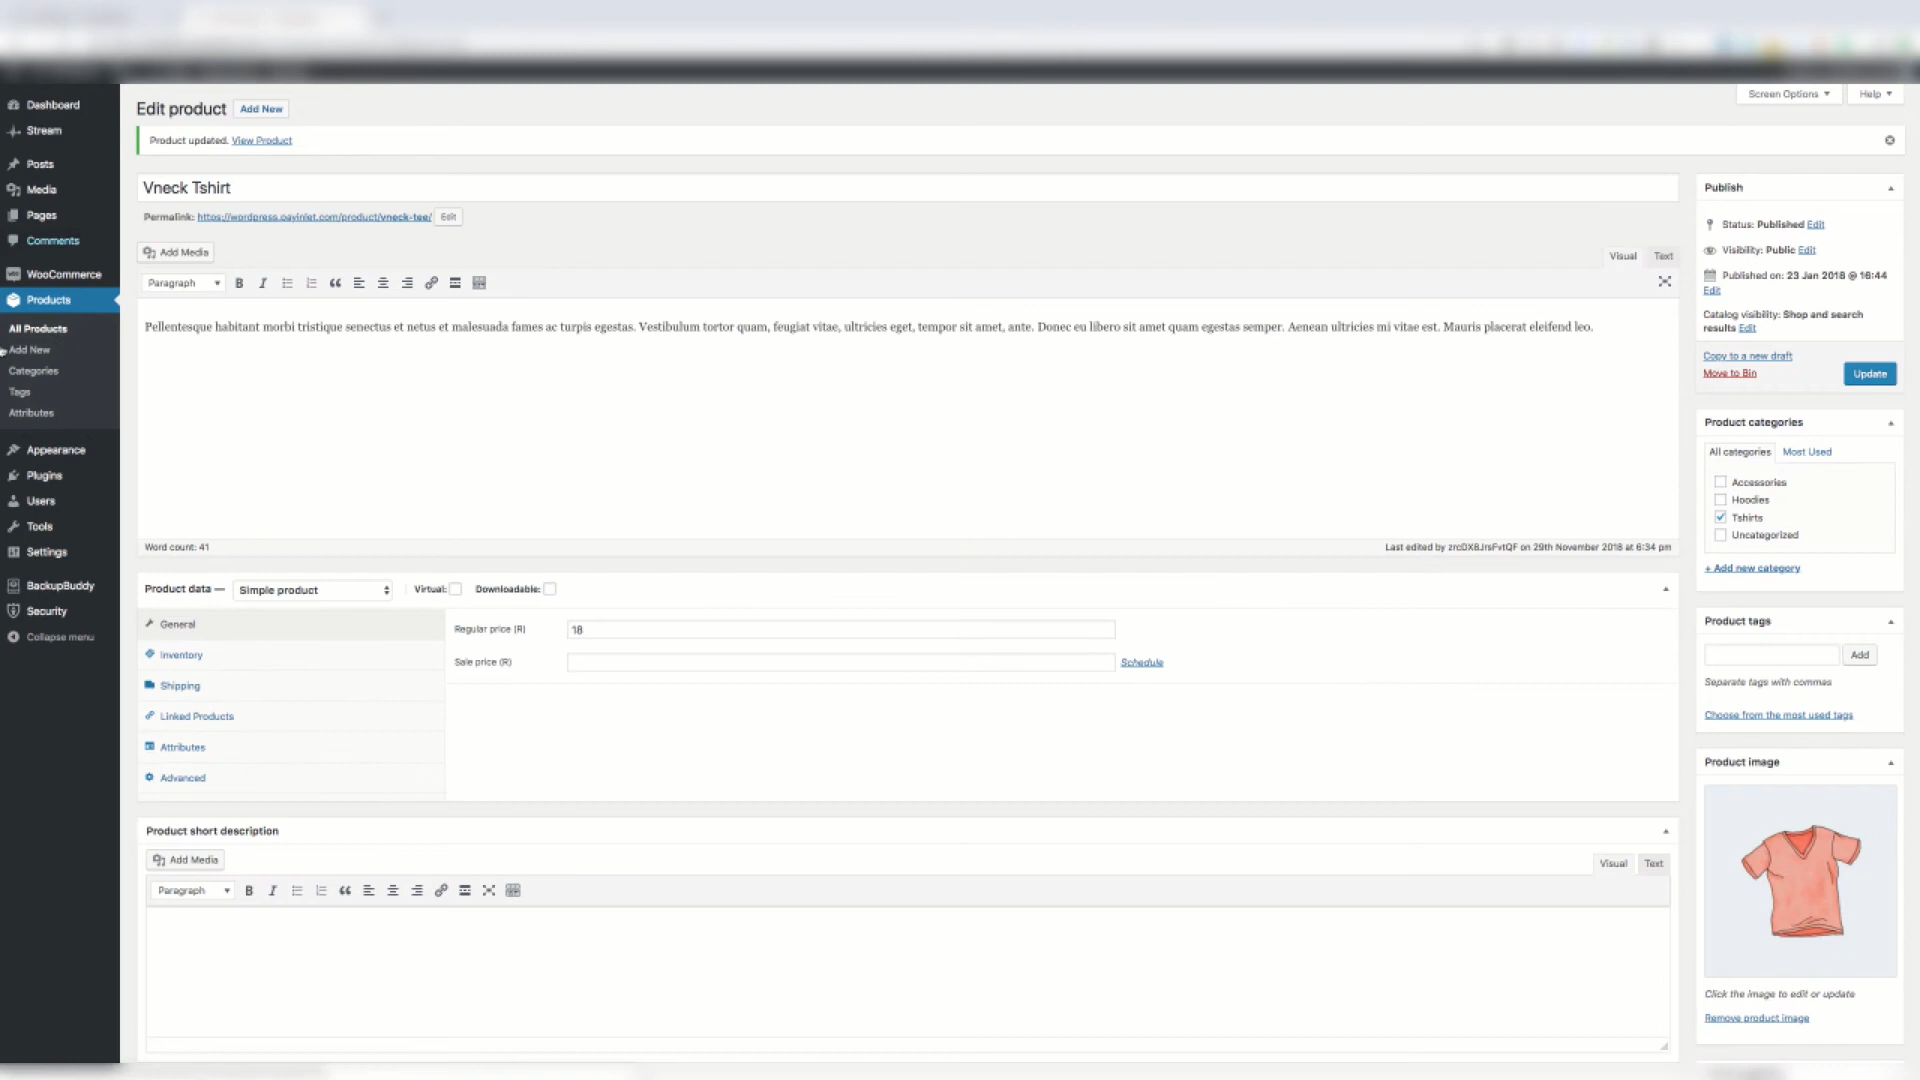 Dashboard
Stream
Posts
Media
Pages
Comments
WooCommerce
Products
All Products
Add New
Categories
Tags
Attributes
Appearance
Plugins
Users
Tools
Settings
BackupBuddy
Security
Collapse menu
Edit product Add New
Screen Options Help
Product updated. View Product
Vneck Tshirt
Permalink: https://wordpress.payinlet.com/product/vneck-tee/ Edit
Add Media
Visual Text
Paragraph
Pellentesque habitant morbi tristique senectus et netus et malesuada fames ac turpis egestas. Vestibulum tortor quam, feugiat vitae, ultricies eget, tempor sit amet, ante. Donec eu libero sit amet quam egestas semper. Aenean ultricies mi vitae est. Mauris placerat eleifend leo.
Word count: 41
Last edited by zrcDX8JrsFvtQF on 29th November 2018 at 6:34 pm
Product data — Simple product Virtual: Downloadable:
General
Inventory
Shipping
Linked Products
Attributes
Advanced
Regular price (R) 18
Sale price (R) Schedule
Product short description
Add Media
Visual Text
Paragraph
Publish
Status: Published Edit
Visibility: Public Edit
Published on: 23 Jan 2018 @ 16:44
Edit
Catalog visibility: Shop and search
results Edit
Copy to a new draft
Move to Bin
Update
Product categories
All categories Most Used
Accessories
Hoodies
Tshirts
Uncategorized
+ Add new category
Product tags
Add
Separate tags with commas
Choose from the most used tags
Product image
Click the image to edit or update
Remove product image